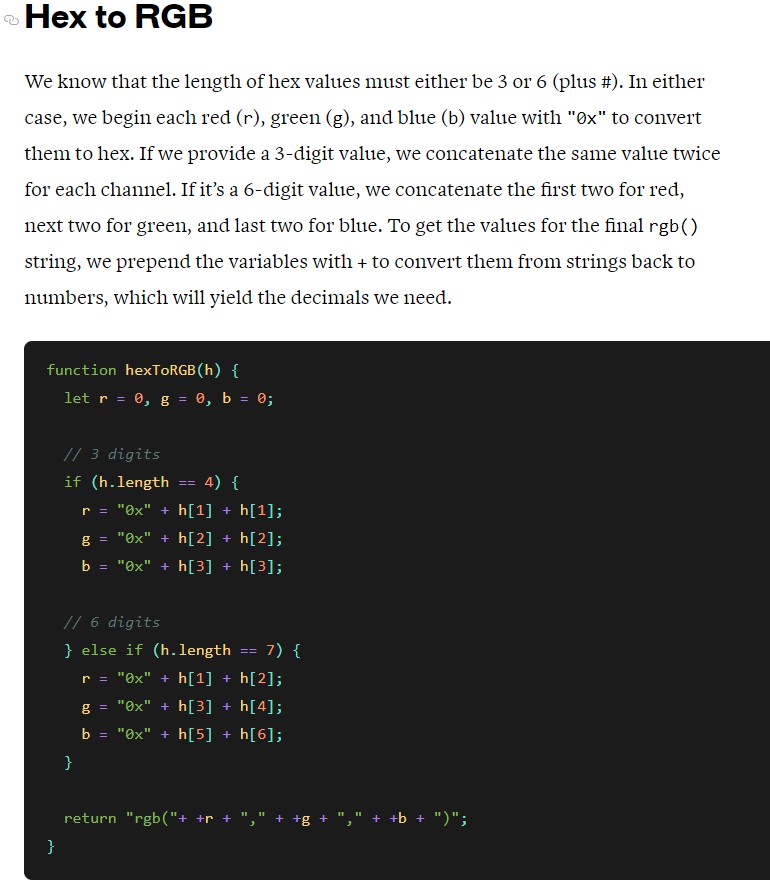 Hex to RGB
We know that the length of hex values must either be 3 or 6 (plus #). In either
case, we begin each red (r), green (g), and blue (b) value with "0x" to convert
them to hex. If we provide a 3-digit value, we concatenate the same value twice
for each channel. If it’s a 6-digit value, we concatenate the first two for red,
next two for green, and last two for blue. To get the values for the final rgb()
string, we prepend the variables with + to convert them from strings back to
numbers, which will yield the decimals we need.
function hexToRGB(h) {
  let r = 0, g = 0, b = 0;
  // 3 digits
  if (h.length == 4) {
    r = "0x" + h[1] + h[1];
    g = "0x" + h[2] + h[2];
    b = "0x" + h[3] + h[3];
  // 6 digits
  } else if (h.length == 7) {
    r = "0x" + h[1] + h[2];
    g = "0x" + h[3] + h[4];
    b = "0x" + h[5] + h[6];
  }
  return "rgb("+ +r + "," + +g + "," + +b + ")";
}